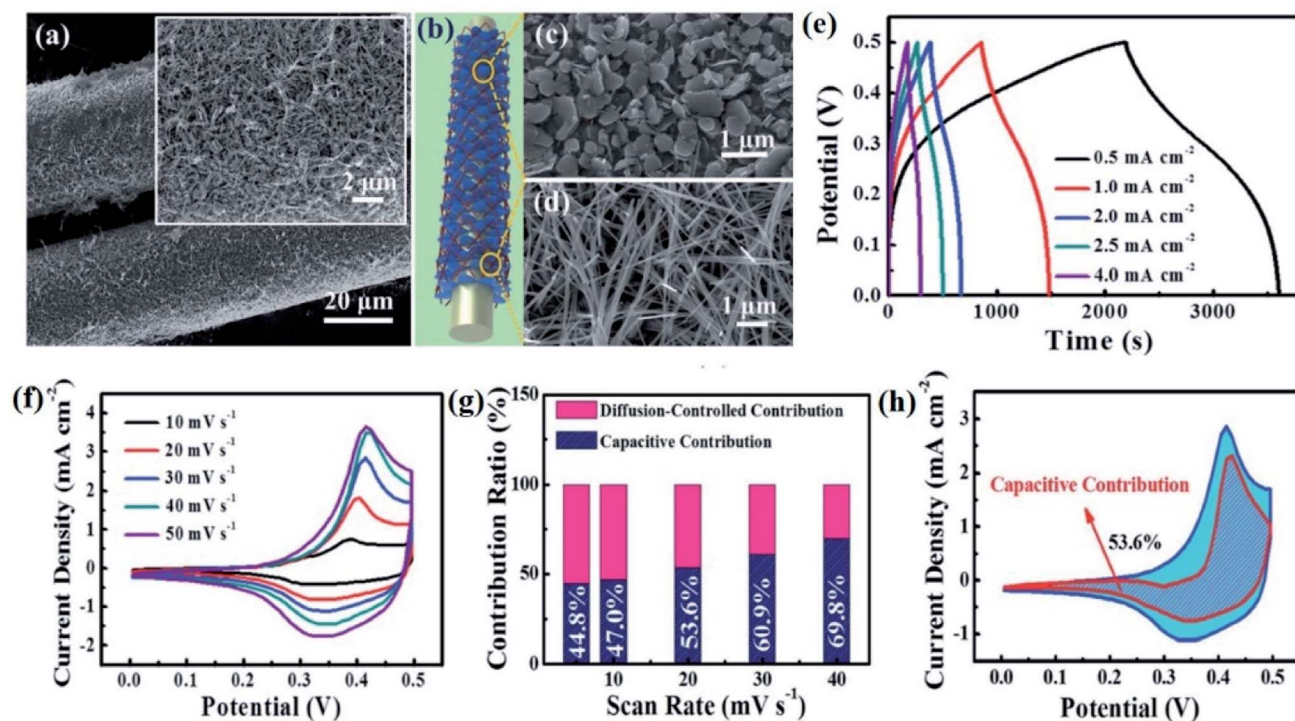 (a)
2 μm
20 μm
(b)
(c)
1 μm
(d)
1 μm
(e)
Potential (V)
0.5
0.4
0.3
0.2
0.1
0.0
0.5 mA cm⁻²
1.0 mA cm⁻²
2.0 mA cm⁻²
2.5 mA cm⁻²
4.0 mA cm⁻²
0 1000 2000 3000
Time (s)
(f)
Current Density (mA cm⁻²)
4
3
2
1
0
-1
-2
10 mV s⁻¹
20 mV s⁻¹
30 mV s⁻¹
40 mV s⁻¹
50 mV s⁻¹
0.0 0.1 0.2 0.3 0.4 0.5
Potential (V)
(g)
Contribution Ratio (%)
150
100
50
0
Diffusion-Controlled Contribution
Capacitive Contribution
44.8%
47.0%
53.6%
60.9%
69.8%
10 20 30 40
Scan Rate (mV s⁻¹)
(h)
Current Density (mA cm⁻²)
3
2
1
0
-1
Capacitive Contribution
53.6%
0.0 0.1 0.2 0.3 0.4 0.5
Potential (V)